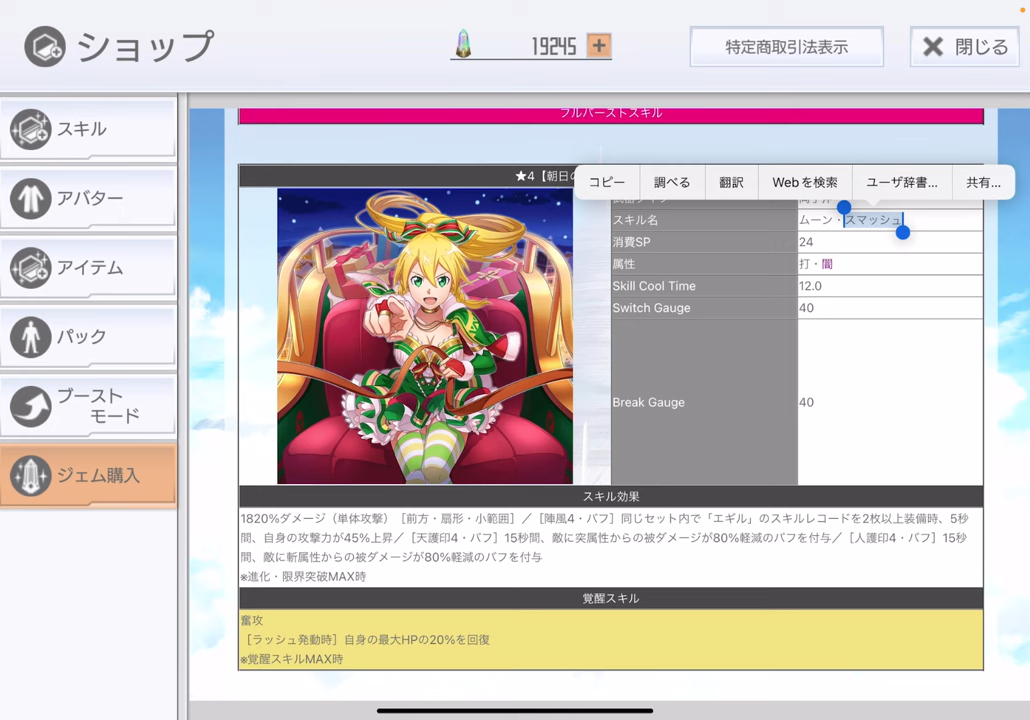 ショップ
19245
特定商取引法表示
閉じる
スキル
アバター
アイテム
パック
ブースト
モード
ジェム購入
フルバーストスキル
★4【朝日の
コピー
調べる
翻訳
Webを検索
ユーザ辞書...
共有...
スキル名
ムーン・スマッシュ
消費SP
24
属性
打・闇
Skill Cool Time
12.0
Switch Gauge
40
Break Gauge
40
スキル効果
1820%ダメージ（単体攻撃）［前方・扇形・小範囲］／［陣風4・バフ］同じセット内で「エギル」のスキルレコードを2枚以上装備時、5秒
間、自身の攻撃力が45%上昇／［天護印4・バフ］15秒間、敵に突属性からの被ダメージが80%軽減のバフを付与／［人護印4・バフ］15秒
間、敵に斬属性からの被ダメージが80%軽減のバフを付与
※進化・限界突破MAX時
覚醒スキル
奮攻
［ラッシュ発動時］自身の最大HPの20%を回復
※覚醒スキルMAX時